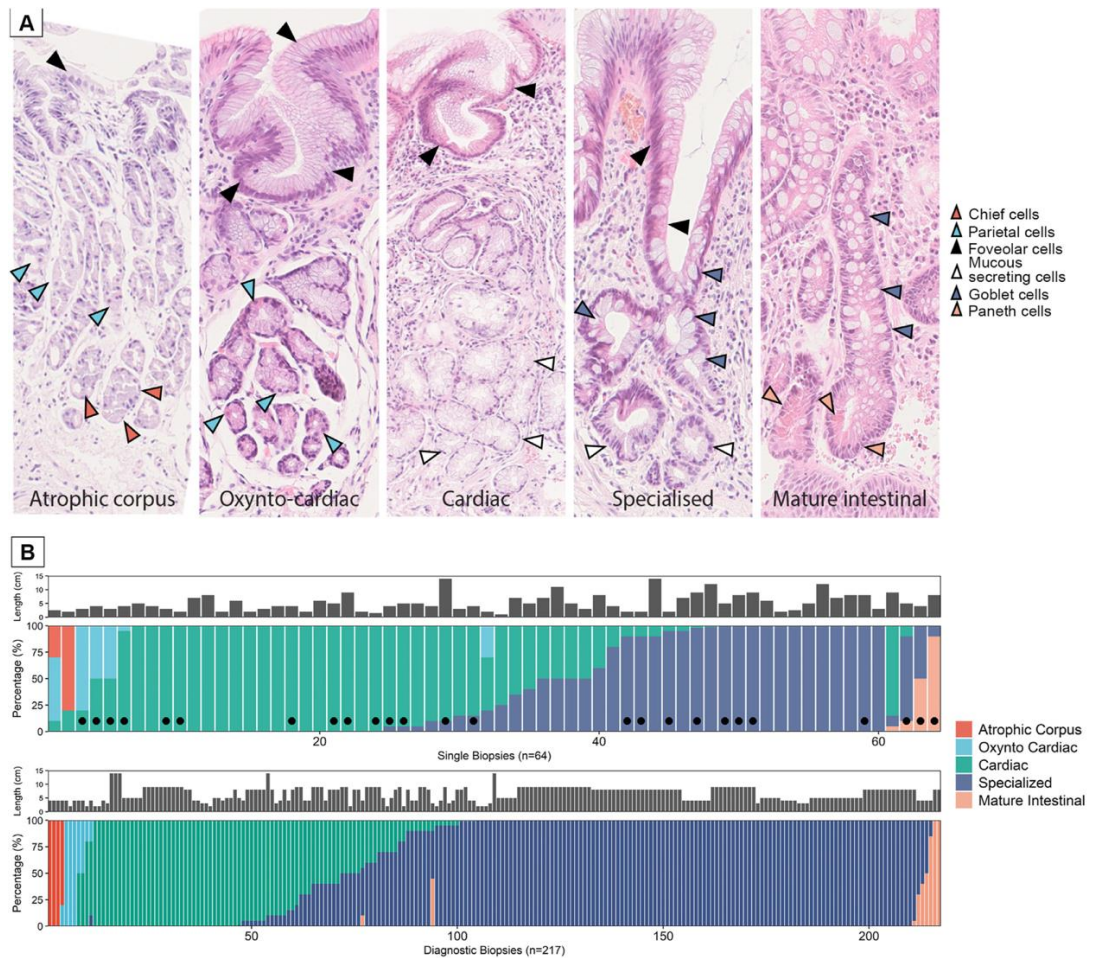 A
Chief cells
Parietal cells
Foveolar cells
Mucous
secreting cells
Goblet cells
Paneth cells
Atrophic corpus
Oxynto-cardiac
Cardiac
Specialised
Mature intestinal
B
Length (cm)
15
10
5
0
Percentage (%)
100
75
50
25
0
20
40
60
Single Biopsies (n=64)
Atrophic Corpus
Oxynto Cardiac
Cardiac
Specialized
Mature Intestinal
Length (cm)
15
10
5
0
Percentage (%)
100
75
50
25
0
50
100
150
200
Diagnostic Biopsies (n=217)